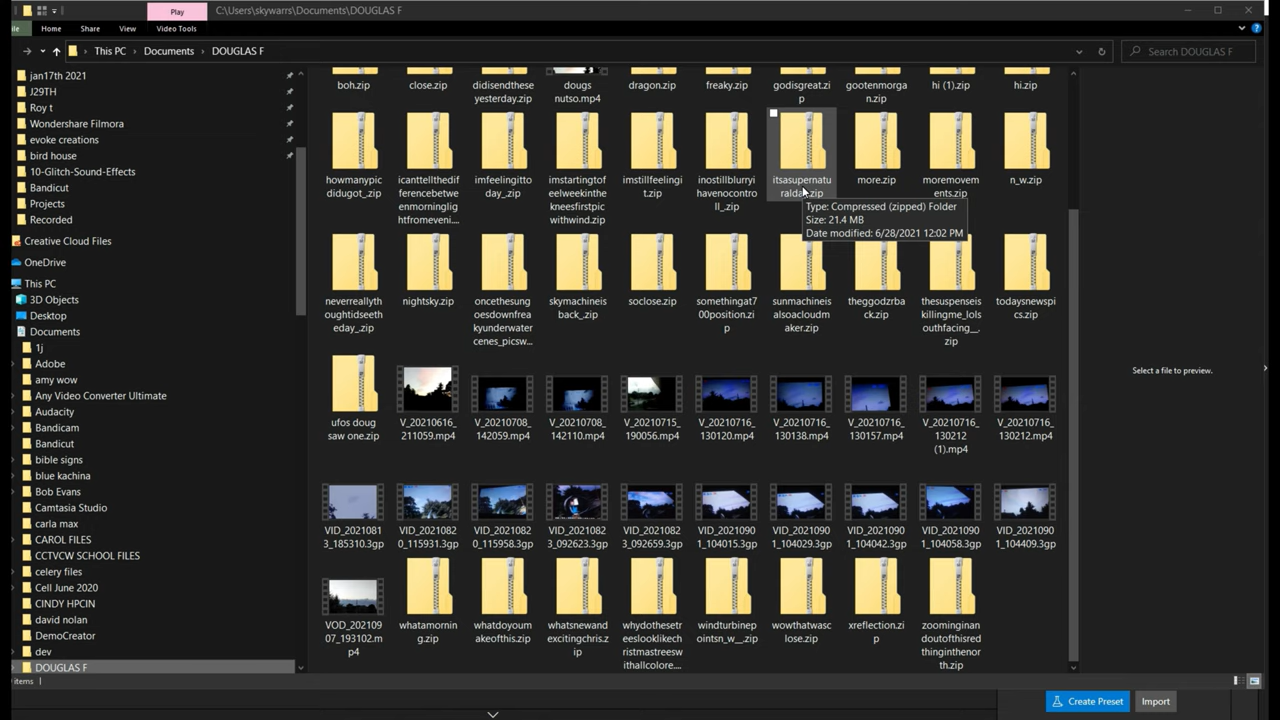 Play
C:\Users\skywarrs\Documents\DOUGLAS F
ile
Home
Share
View
Video Tools
This PC
Documents
DOUGLAS F
Search DOUGLAS F
jan17th 2021
J29TH
Roy t
Wondershare Filmora
evoke creations
bird house
10-Glitch-Sound-Effects
Bandicut
Projects
Recorded
Creative Cloud Files
OneDrive
This PC
3D Objects
Desktop
Documents
1j
Adobe
amy wow
Any Video Converter Ultimate
Audacity
Bandicam
Bandicut
bible signs
blue kachina
Bob Evans
Camtasia Studio
carla max
CAROL FILES
CCTVCW SCHOOL FILES
celery files
Cell June 2020
CINDY HPCIN
david nolan
DemoCreator
dev
DOUGLAS F
items
boh.zip
close.zip
didisendthese
yesterday.zip
dougs
nutso.mp4
dragon.zip
freaky.zip
godisgreat.zi
p
gootenmorga
n.zip
hi (1).zip
hi.zip
howmanypic
didugot_.zip
icanttellthedif
ferencebetwe
enmorninglig
htfromeveni...
imfeelingitto
day_.zip
imstartingtof
eelweekinthe
kneesfirstpic
withwind.zip
imstillfeelingi
t.zip
inostillblurryi
havenocontro
ll_.zip
itsasupernatu
ralda
.zip
more.zip
moremovem
ents.zip
n_w.zip
Type: Compressed (zipped) Folder
Size: 21.4 MB
Date modified: 6/28/2021 12:02 PM
neverreallyth
oughtidseeth
eday_.zip
nightsky.zip
oncethesung
oesdownfrea
kyunderwater
cenes_picsw...
skymachineis
back_.zip
soclose.zip
somethingat7
00position.zi
p
sunmachineis
alsoacloudm
aker.zip
theggodzrba
ck.zip
thesuspenseis
killingme_lols
outhfacing__.
zip
todaysnewspi
cs.zip
ufos doug
saw one.zip
V_20210616_
211059.mp4
V_20210708_
142059.mp4
V_20210708_
142110.mp4
V_20210715_
190056.mp4
V_20210716_
130120.mp4
V_20210716_
130138.mp4
V_20210716_
130157.mp4
V_20210716_
130212
(1).mp4
V_20210716_
130212.mp4
VID_2021081
3_185310.3gp
VID_2021082
0_115931.3gp
VID_2021082
0_115958.3gp
VID_2021082
3_092623.3gp
VID_2021082
3_092659.3gp
VID_2021090
1_104015.3gp
VID_2021090
1_104029.3gp
VID_2021090
1_104042.3gp
VID_2021090
1_104058.3gp
VID_2021090
1_104409.3gp
VOD_202109
07_193102.m
p4
whatamornin
g.zip
whatdoyoum
akeofthis.zip
whatsnewand
excitingchris.z
ip
whydothesetr
eeslooklikech
ristmastreesw
ithallcolore....
windturbinep
ointsn_w__.zip
wowthatwasc
lose.zip
xreflection.zi
p
zoominginan
doutofthisred
thinginthenor
th.zip
Select a file to preview.
Create Preset
Import